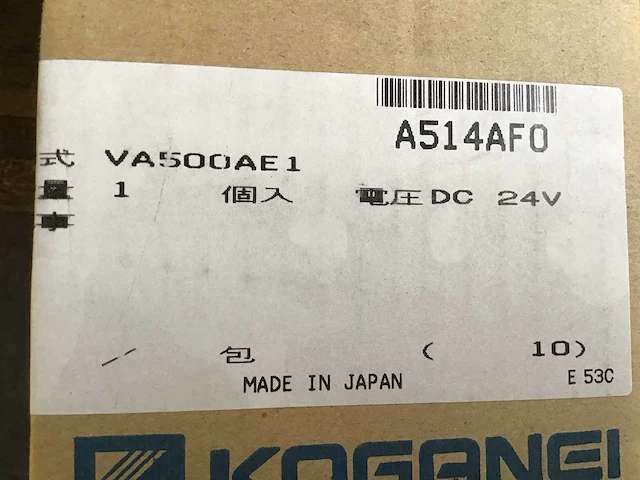 A514AF0
式 VA500AE1
1 個入 電圧 DC 24V
/ 包 ( 10)
MADE IN JAPAN E 53C
KOGANEI